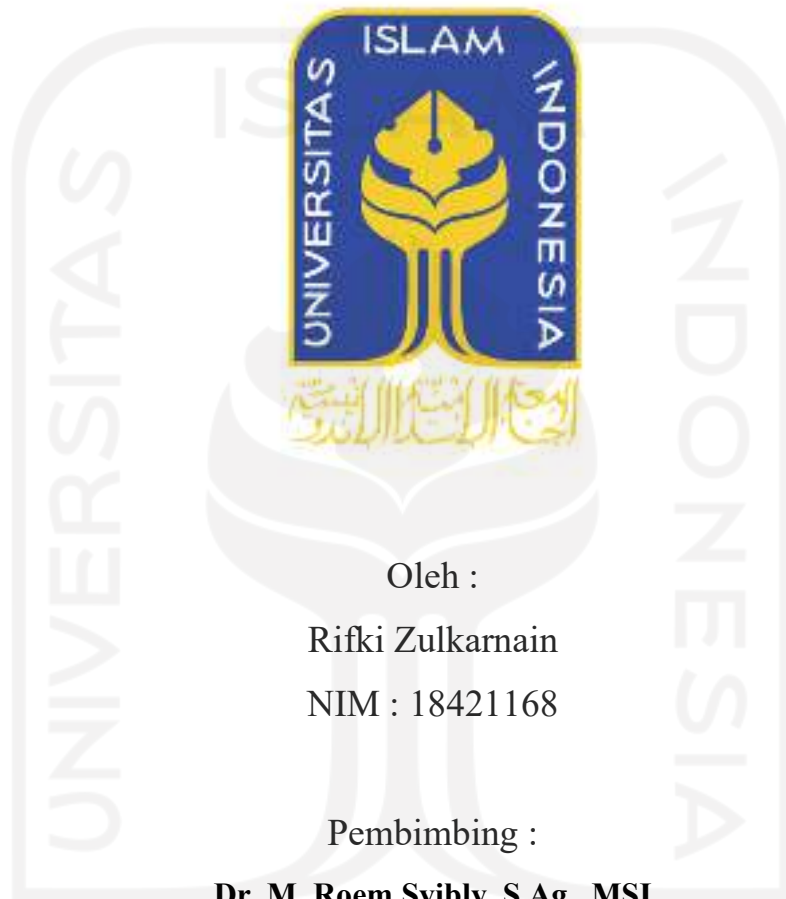 UNIVERSITAS ISLAM INDONESIA
Oleh :
Rifki Zulkarnain
NIM : 18421168
Pembimbing :
Dr. M. Roem Syibly, S.Ag., MSI